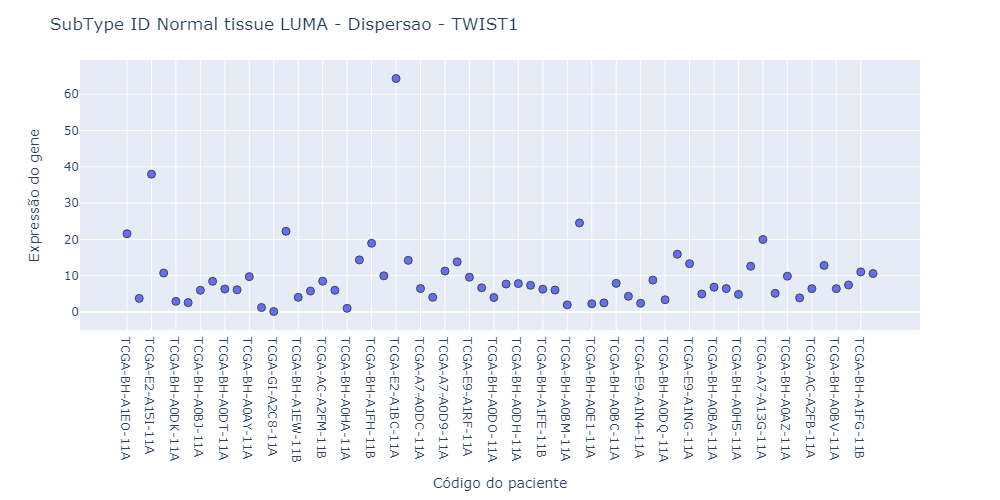 SubType ID Normal tissue LUMA - Dispersao - TWIST1
Expressão do gene
60
50
40
30
20
10
0
TCGA-BH-A1EO-11A
TCGA-E2-A15I-11A
TCGA-BH-A0DK-11A
TCGA-BH-A0BJ-11A
TCGA-BH-A0DT-11A
TCGA-BH-A0AY-11A
TCGA-GI-A2C8-11A
TCGA-BH-A1EW-11B
TCGA-AC-A2FM-11B
TCGA-BH-A0HA-11A
TCGA-BH-A1FH-11B
TCGA-E2-A1BC-11A
TCGA-A7-A0DC-11A
TCGA-A7-A0D9-11A
TCGA-E9-A1RF-11A
TCGA-BH-A0DO-11A
TCGA-BH-A0DH-11A
TCGA-BH-A1FE-11B
TCGA-BH-A0BM-11A
TCGA-BH-A0E1-11A
TCGA-BH-A0BC-11A
TCGA-E9-A1N4-11A
TCGA-BH-A0DQ-11A
TCGA-E9-A1NG-11A
TCGA-BH-A0BA-11A
TCGA-BH-A0H5-11A
TCGA-A7-A13G-11A
TCGA-BH-A0AZ-11A
TCGA-AC-A2FB-11A
TCGA-BH-A0BV-11A
TCGA-BH-A1FG-11B
Código do paciente